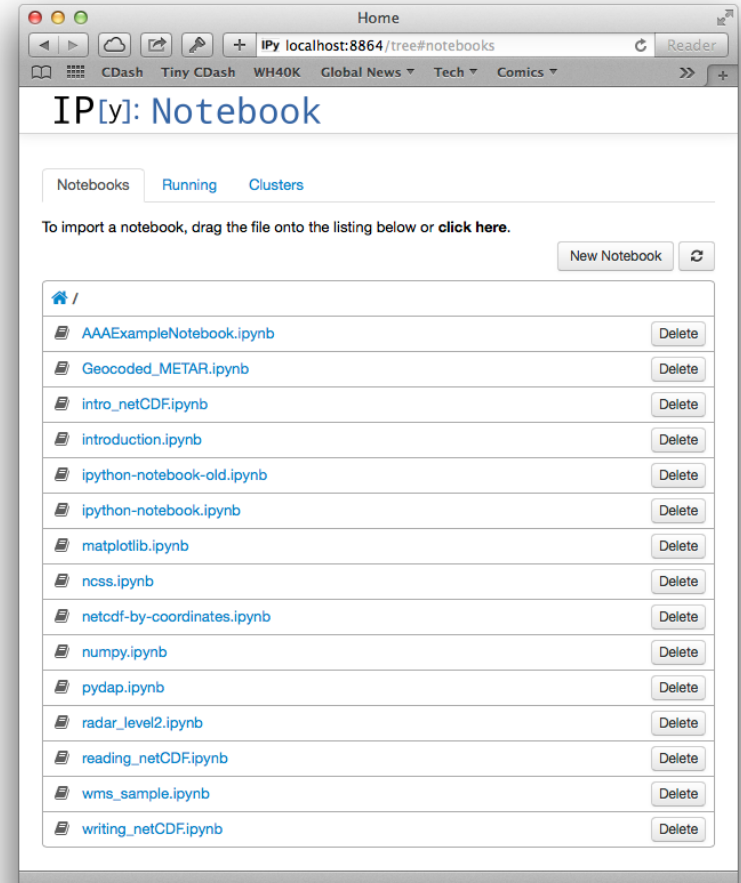 Home
IPy localhost:8864/tree#notebooks Reader
CDash Tiny CDash WH40K Global News Tech Comics
IP[y]: Notebook
Notebooks Running Clusters
To import a notebook, drag the file onto the listing below or click here.
New Notebook
/
AAAExampleNotebook.ipynb Delete
Geocoded_METAR.ipynb Delete
intro_netCDF.ipynb Delete
introduction.ipynb Delete
ipython-notebook-old.ipynb Delete
ipython-notebook.ipynb Delete
matplotlib.ipynb Delete
ncss.ipynb Delete
netcdf-by-coordinates.ipynb Delete
numpy.ipynb Delete
pydap.ipynb Delete
radar_level2.ipynb Delete
reading_netCDF.ipynb Delete
wms_sample.ipynb Delete
writing_netCDF.ipynb Delete